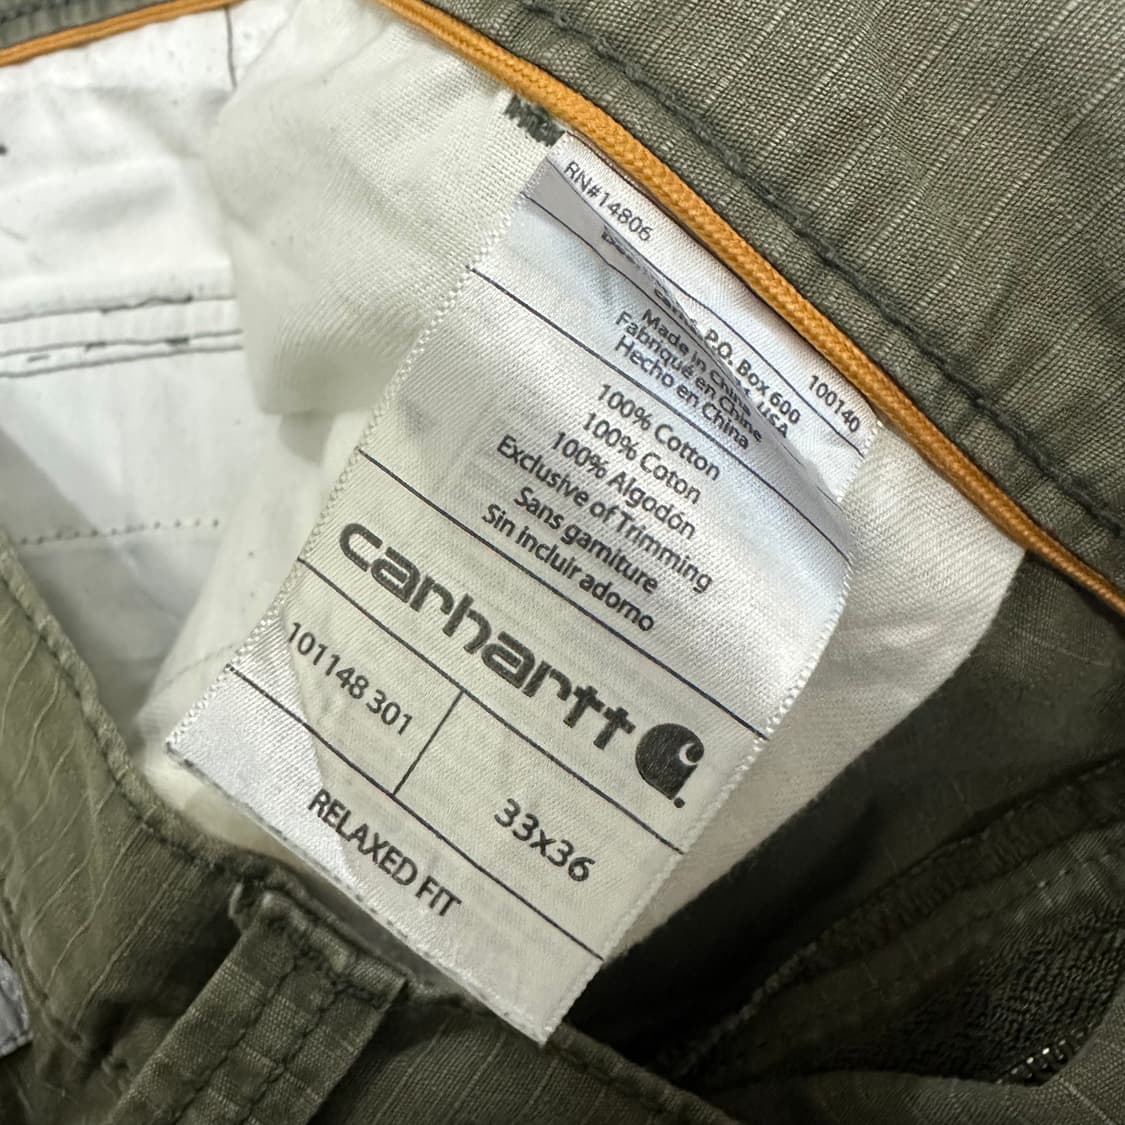 RN#14806
100140
P.O. Box 600
USA
Made in China
Fabriqué en Chine
Hecho en China
100% Cotton
100% Coton
100% Algodón
Exclusive of Trimming
Sans garniture
Sin incluir adorno
carhartt
101148 301
33x36
RELAXED FIT